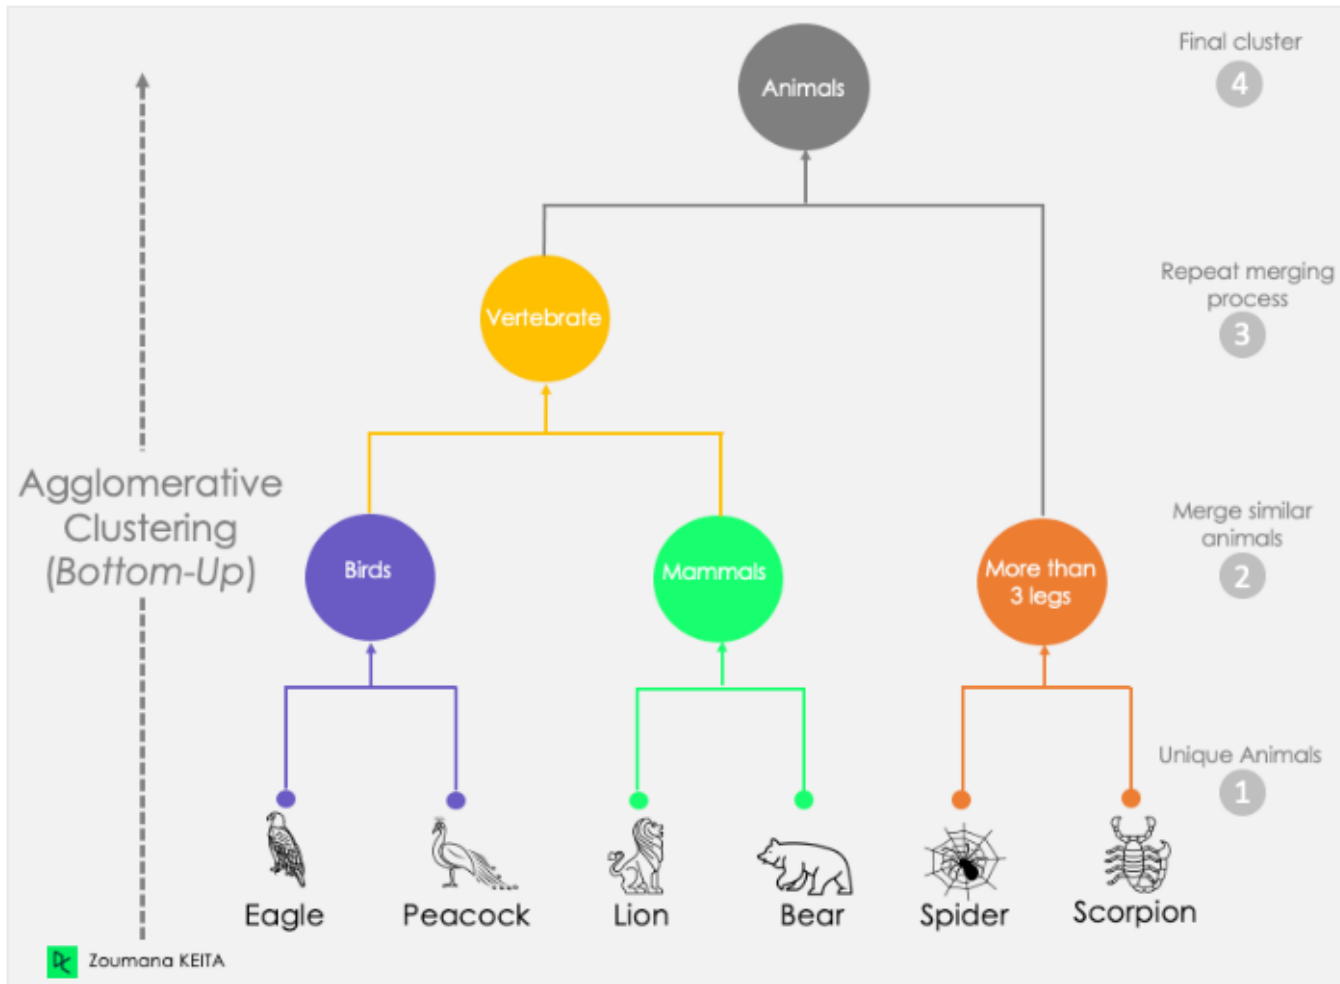 Final cluster
4
Animals
Repeat merging
process
3
Vertebrate
Agglomerative
Clustering
(Bottom-Up)
Merge similar
animals
2
Birds
Mammals
More than
3 legs
Unique Animals
1
Eagle
Peacock
Lion
Bear
Spider
Scorpion
DC
Zoumana KEITA